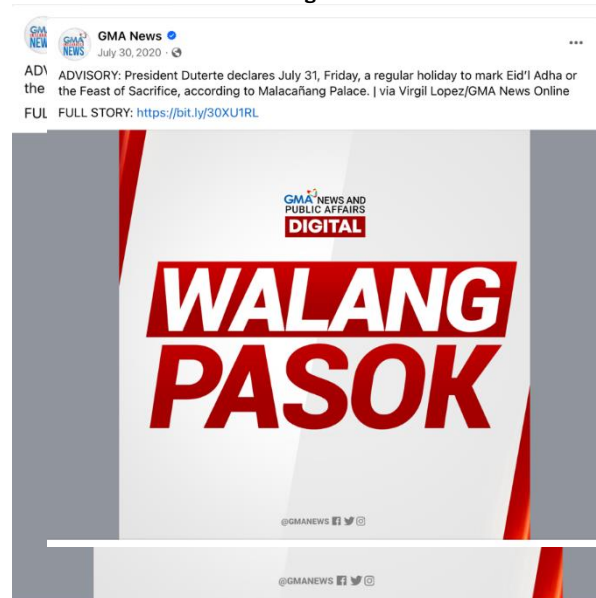 GMA News
July 30, 2020
ADVISORY: President Duterte declares July 31, Friday, a regular holiday to mark Eid'l Adha or
the Feast of Sacrifice, according to Malacañang Palace. | via Virgil Lopez/GMA News Online
FULL STORY: https://bit.ly/30XU1RL
GMA NEWS AND
PUBLIC AFFAIRS
DIGITAL
WALANG
PASOK
@GMANEWS
@GMANEWS